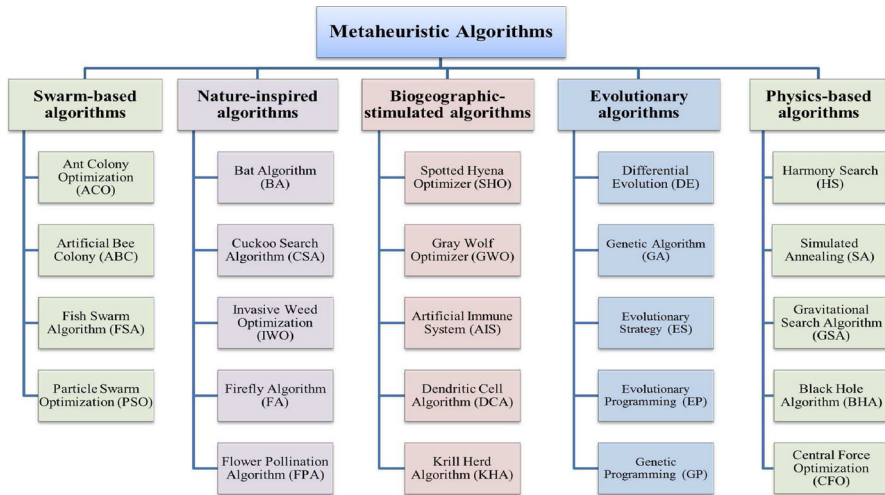 Metaheuristic Algorithms
Swarm-based
algorithms
Ant Colony
Optimization
(ACO)
Artificial Bee
Colony (ABC)
Fish Swarm
Algorithm (FSA)
Particle Swarm
Optimization (PSO)
Nature-inspired
algorithms
Bat Algorithm
(BA)
Cuckoo Search
Algorithm (CSA)
Invasive Weed
Optimization
(IWO)
Firefly Algorithm
(FA)
Flower Pollination
Algorithm (FPA)
Biogeographic-
stimulated algorithms
Spotted Hyena
Optimizer (SHO)
Gray Wolf
Optimizer (GWO)
Artificial Immune
System (AIS)
Dendritic Cell
Algorithm (DCA)
Krill Herd
Algorithm (KHA)
Evolutionary
algorithms
Differential
Evolution (DE)
Genetic Algorithm
(GA)
Evolutionary
Strategy (ES)
Evolutionary
Programming (EP)
Genetic
Programming (GP)
Physics-based
algorithms
Harmony Search
(HS)
Simulated
Annealing (SA)
Gravitational
Search Algorithm
(GSA)
Black Hole
Algorithm (BHA)
Central Force
Optimization
(CFO)